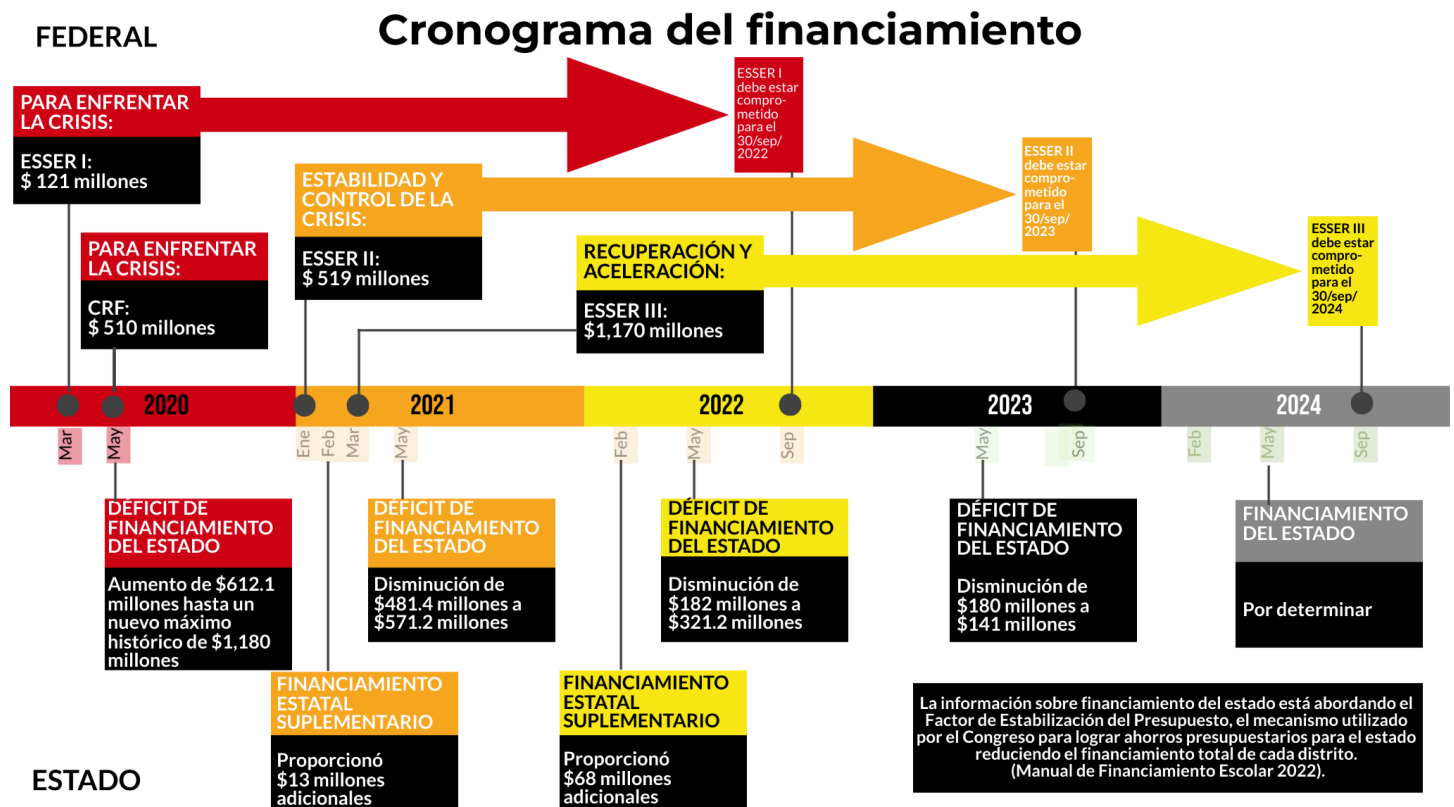 Cronograma del financiamiento
FEDERAL
PARA ENFRENTAR
LA CRISIS:
ESSER I:
$ 121 millones
ESSER I
debe estar
compro-
metido
para el
30/sep/
2022
PARA ENFRENTAR
LA CRISIS:
CRF:
$ 510 millones
ESTABILIDAD Y
CONTROL DE LA
CRISIS:
ESSER II:
$ 519 millones
ESSER II
debe estar
compro-
metido
para el
30/sep/
2023
RECUPERACIÓN Y
ACELERACIÓN:
ESSER III:
$1,170 millones
ESSER III
debe estar
compro-
metido
para el
30/sep/
2024
2020
2021
2022
2023
2024
Mar
May
Ene
Feb
Mar
May
Feb
May
Sep
May
Sep
Feb
May
Sep
DÉFICIT DE
FINANCIAMIENTO
DEL ESTADO
Aumento de $612.1
millones hasta un
nuevo máximo
histórico de $1,180
millones
DÉFICIT DE
FINANCIAMIENTO
DEL ESTADO
Disminución de
$481.4 millones a
$571.2 millones
DÉFICIT DE
FINANCIAMIENTO
DEL ESTADO
Disminución de
$182 millones a
$321.2 millones
DÉFICIT DE
FINANCIAMIENTO
DEL ESTADO
Disminución de
$180 millones a
$141 millones
FINANCIAMIENTO
DEL ESTADO
Por determinar
FINANCIAMIENTO
ESTATAL
SUPLEMENTARIO
Proporcionó
$13 millones
adicionales
FINANCIAMIENTO
ESTATAL
SUPLEMENTARIO
Proporcionó
$68 millones
adicionales
La información sobre financiamiento del estado está abordando el
Factor de Estabilización del Presupuesto, el mecanismo utilizado
por el Congreso para lograr ahorros presupuestarios para el estado
reduciendo el financiamiento total de cada distrito.
(Manual de Financiamiento Escolar 2022).
ESTADO